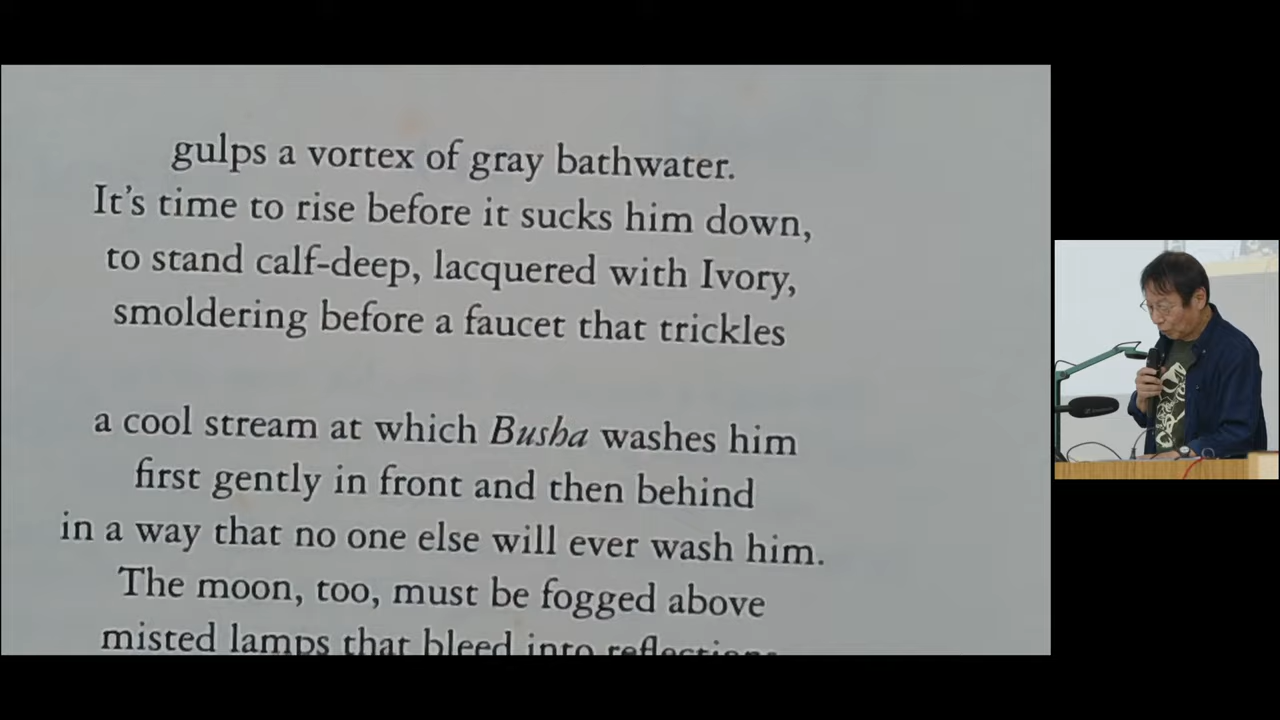 gulps a vortex of gray bathwater.
It's time to rise before it sucks him down,
to stand calf-deep, lacquered with Ivory,
smoldering before a faucet that trickles
a cool stream at which Busha washes him
first gently in front and then behind
in a way that no one else will ever wash him.
The moon, too, must be fogged above
misted lamps that bleed into reflections